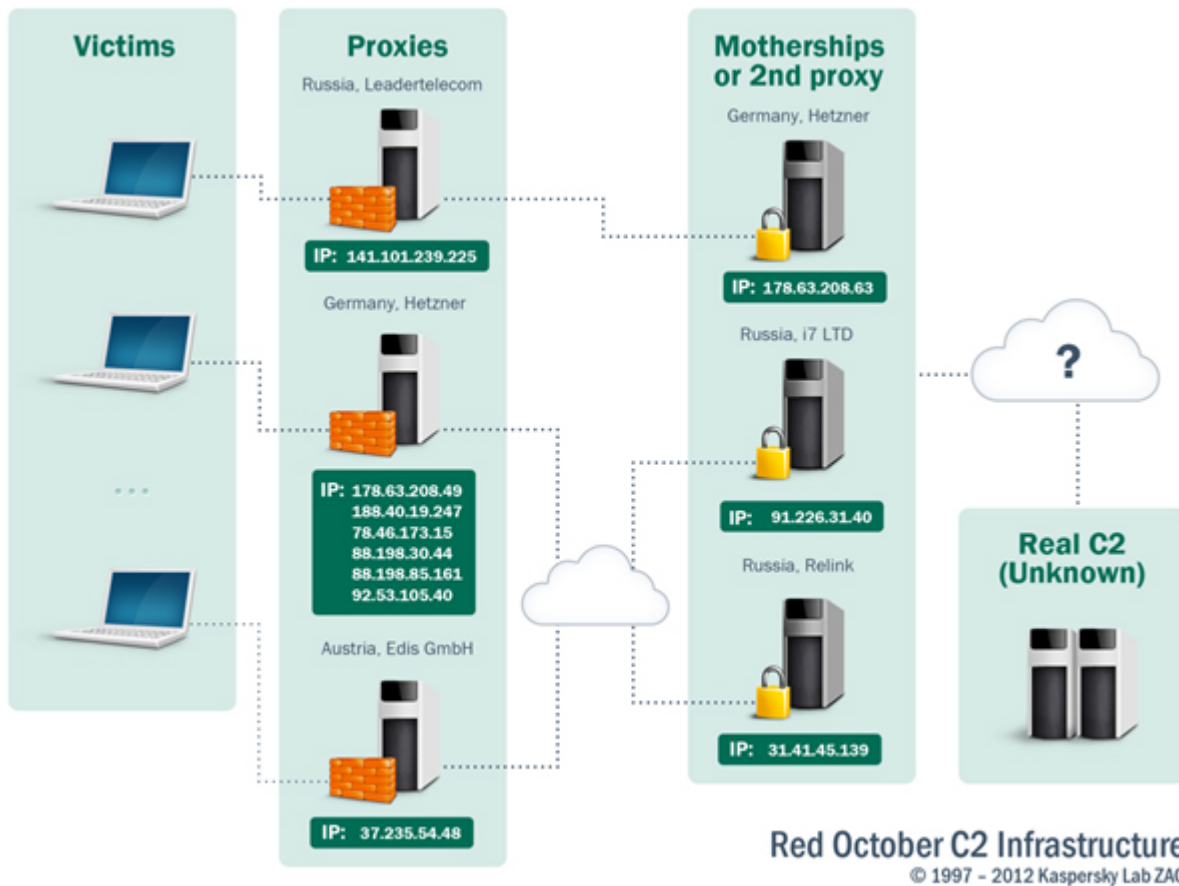 Victims
Proxies
Russia, Leadertelecom
IP: 141.101.239.225
Germany, Hetzner
IP: 178.63.208.49
188.40.19.247
78.46.173.15
88.198.30.44
88.198.85.161
92.53.105.40
Austria, Edis GmbH
IP: 37.235.54.48
Motherships
or 2nd proxy
Germany, Hetzner
IP: 178.63.208.63
Russia, i7 LTD
IP: 91.226.31.40
Russia, Relink
IP: 31.41.45.139
?
Real C2
(Unknown)
Red October C2 Infrastructure
© 1997 - 2012 Kaspersky Lab ZAO